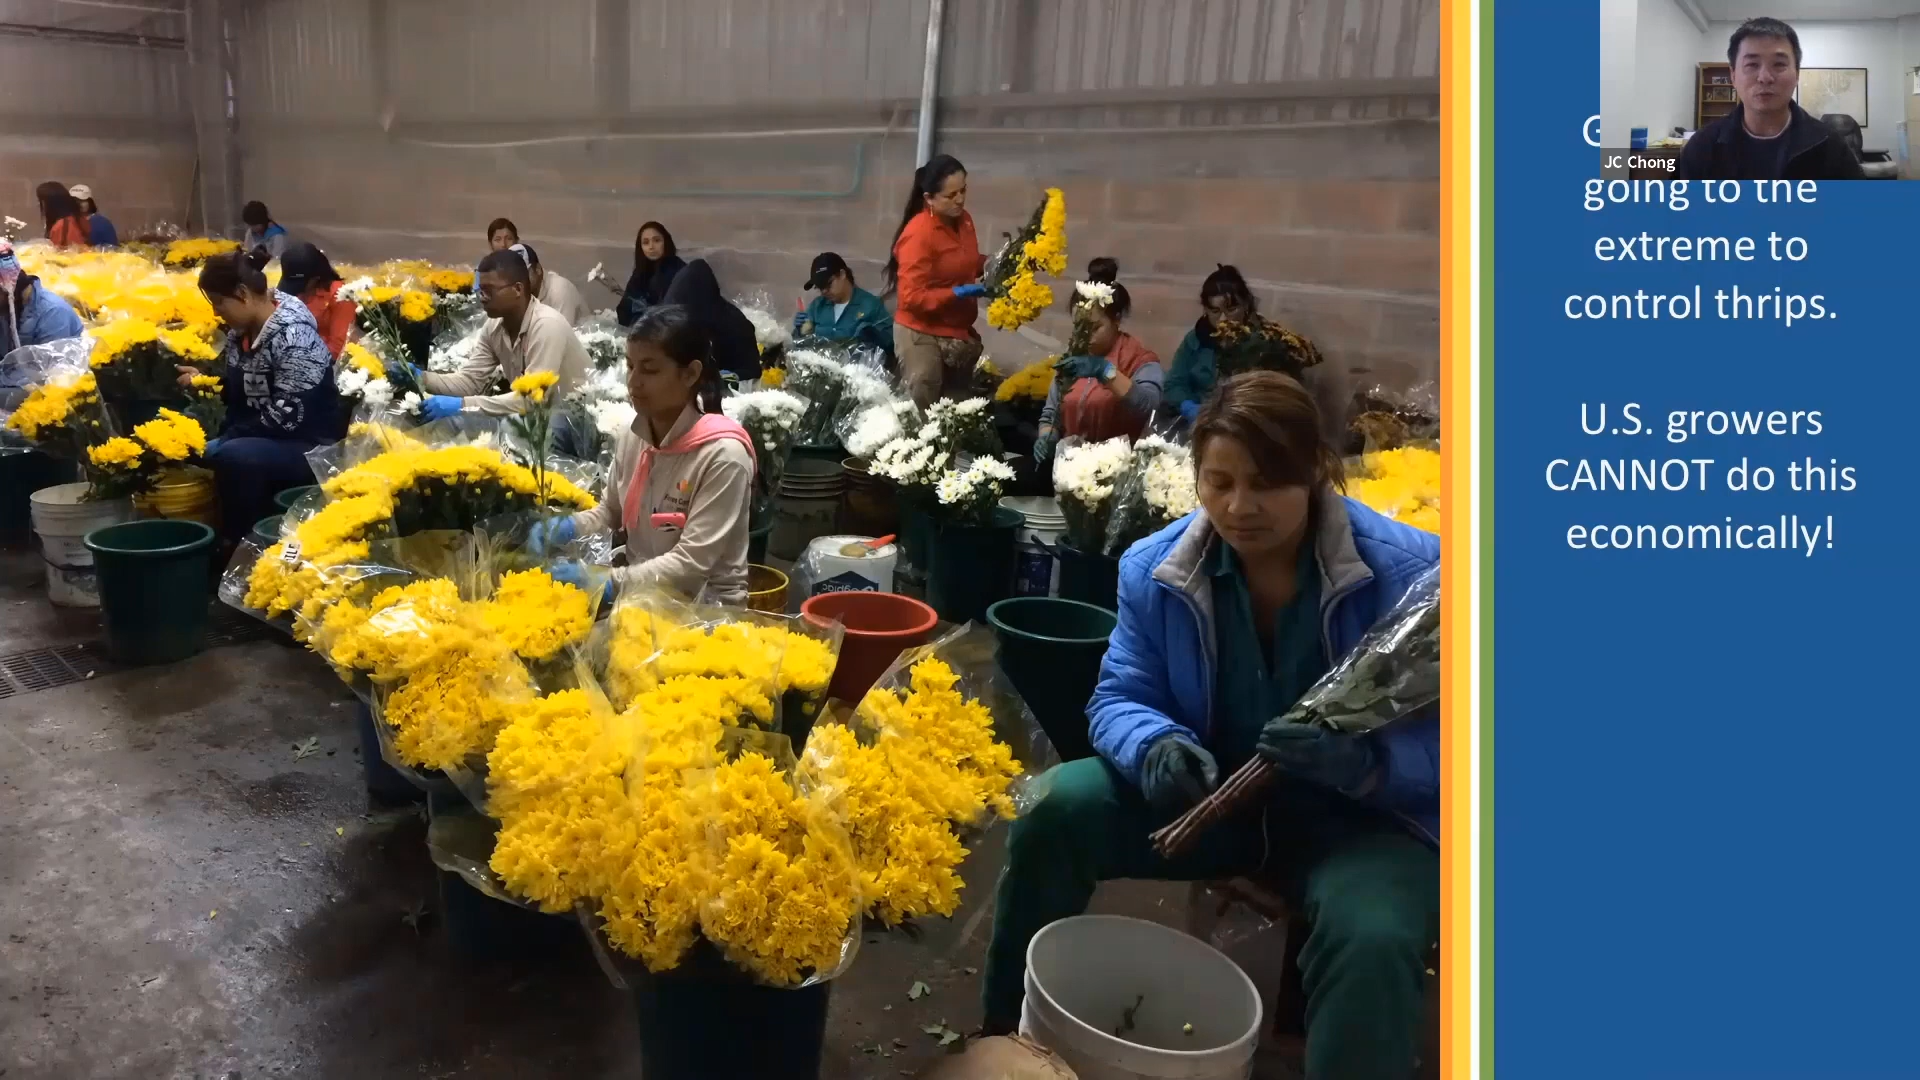 JC Chong
going to the
extreme to
control thrips.
U.S. growers
CANNOT do this
economically!